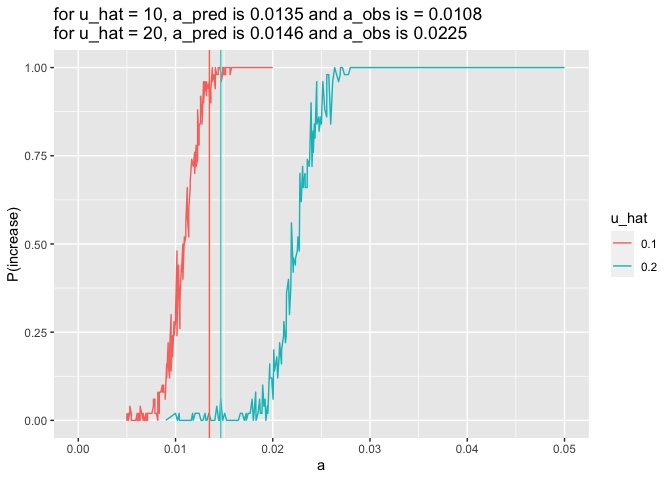 for u_hat = 10, a_pred is 0.0135 and a_obs is = 0.0108
for u_hat = 20, a_pred is 0.0146 and a_obs is 0.0225
1.00
0.75
0.50
0.25
0.00
P(increase)
0.00 0.01 0.02 0.03 0.04 0.05
a
u_hat
0.1
0.2